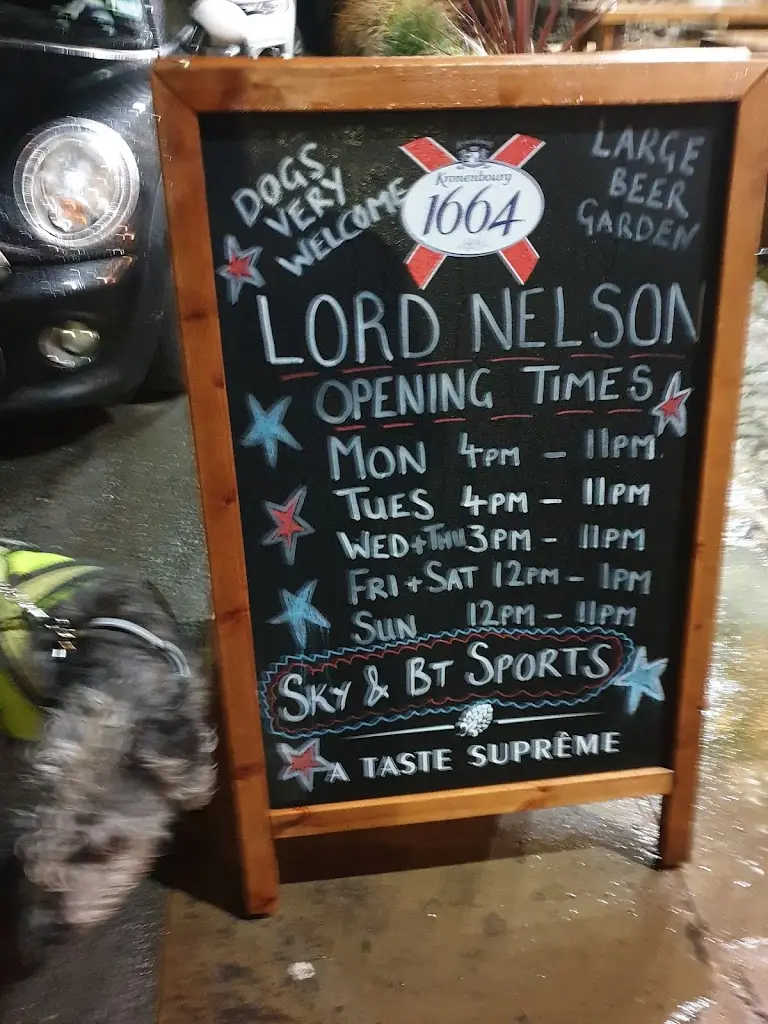 DOGS
VERY
WELCOME
Kronenbourg
1664
LARGE
BEER
GARDEN
LORD NELSON
OPENING TIMES
MON 4PM - 11PM.
TUES 4PM - 11PM
WED+THU 3PM - 11PM
FRI + SAT 12PM - 1PM
SUN 12PM - 11PM
SKY & BT SPORTS
A TASTE SUPRÊME